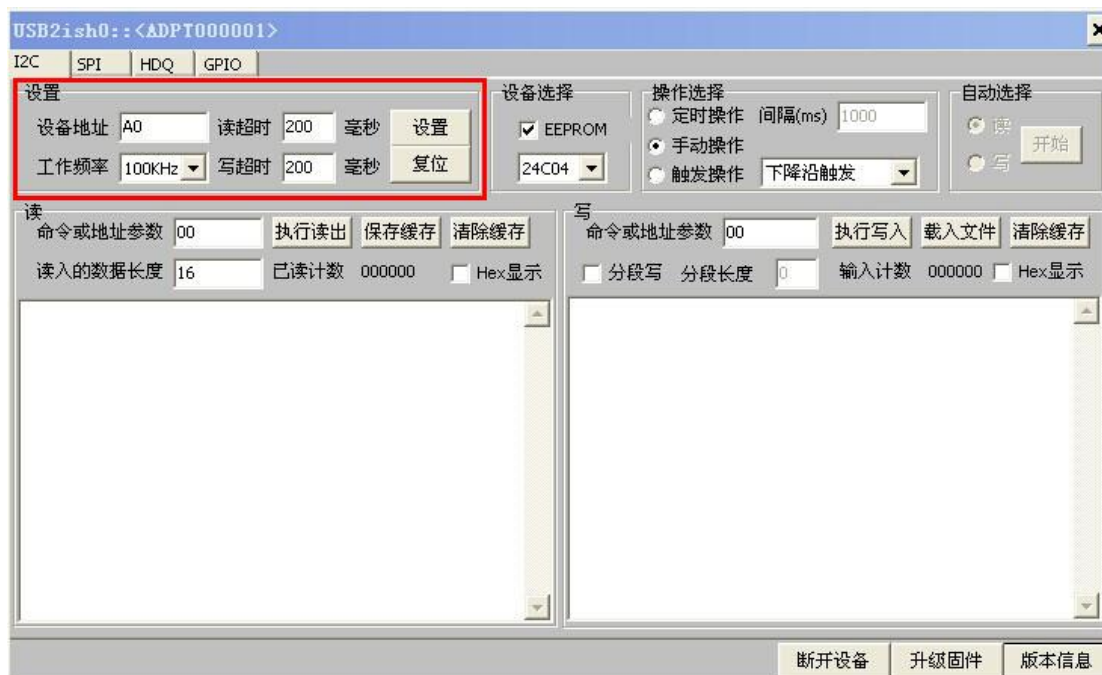 USB2ish0::<ADPT000001>
I2C SPI HDQ GPIO
设置
设备地址 A0 读超时 200 毫秒 设置
工作频率 100KHz 写超时 200 毫秒 复位
设备选择
EEPROM
24C04
操作选择
定时操作 间隔(ms) 1000
手动操作
触发操作 下降沿触发
自动选择
读
开始
写
读
命令或地址参数 00 执行读出 保存缓存 清除缓存
读入的数据长度 16 已读计数 000000 Hex显示
写
命令或地址参数 00 执行写入 载入文件 清除缓存
分段写 分段长度 0 输入计数 000000 Hex显示
断开设备 升级固件 版本信息